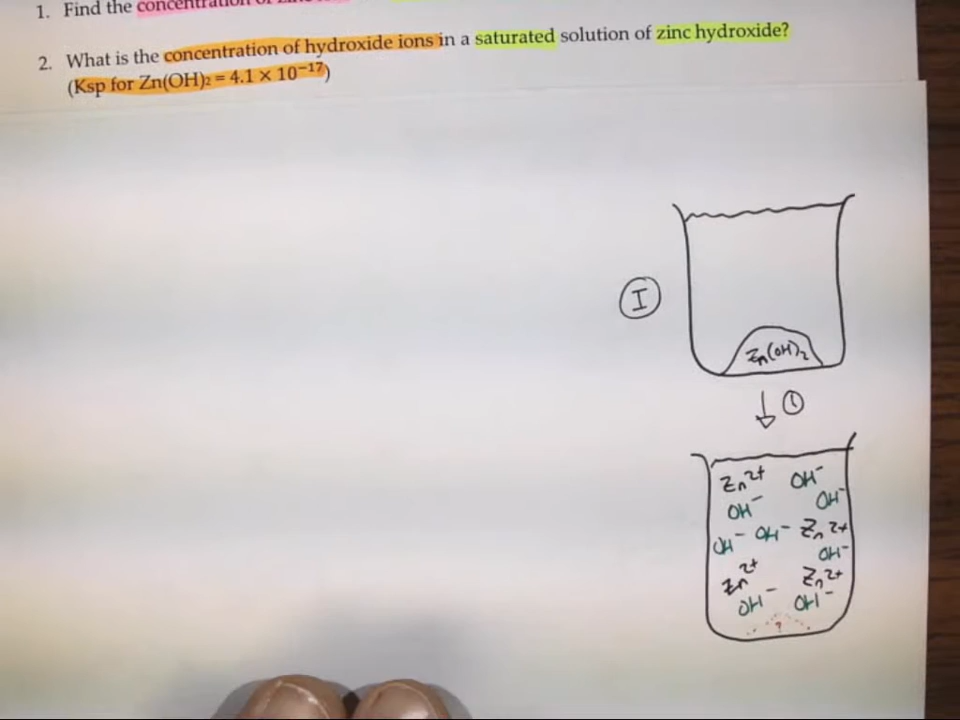 1. Find the concentration of
2. What is the concentration of hydroxide ions in a saturated solution of zinc hydroxide?
(Ksp for Zn(OH)₂ = 4.1 × 10⁻¹⁷)
I
Zn(OH)₂
↓ ①
Zn²⁺ OH⁻
OH⁻ OH⁻
OH⁻ OH⁻ Zn²⁺
OH⁻
Zn²⁺ Zn²⁺
OH⁻ OH⁻
?